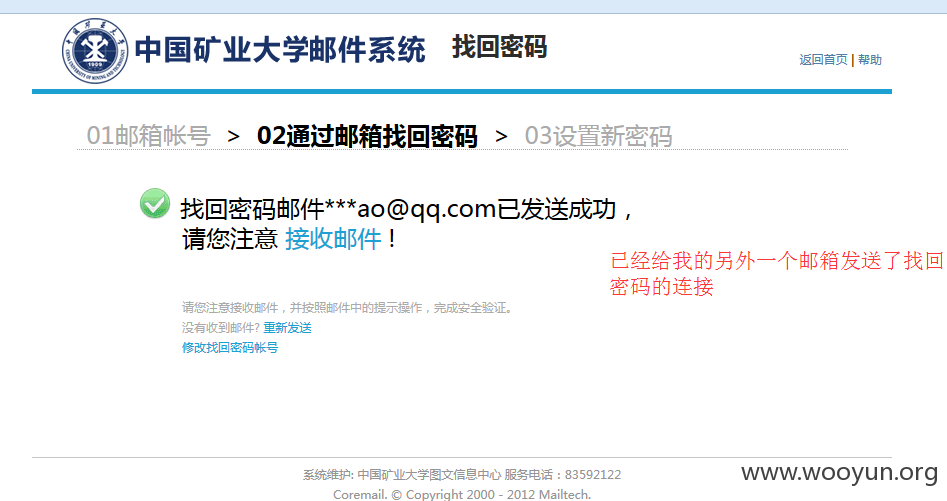 中国矿业大学邮件系统 找回密码
返回首页 | 帮助
01邮箱帐号 > 02通过邮箱找回密码 > 03设置新密码
找回密码邮件***ao@qq.com已发送成功，
请您注意 接收邮件！
已经给我的另外一个邮箱发送了找回
密码的连接
请您注意接收邮件，并按照邮件中的提示操作，完成安全验证。
没有收到邮件? 重新发送
修改找回密码帐号
系统维护: 中国矿业大学图文信息中心 服务电话：83592122
www.wooyun.org
Coremail. © Copyright 2000 - 2012 Mailtech.